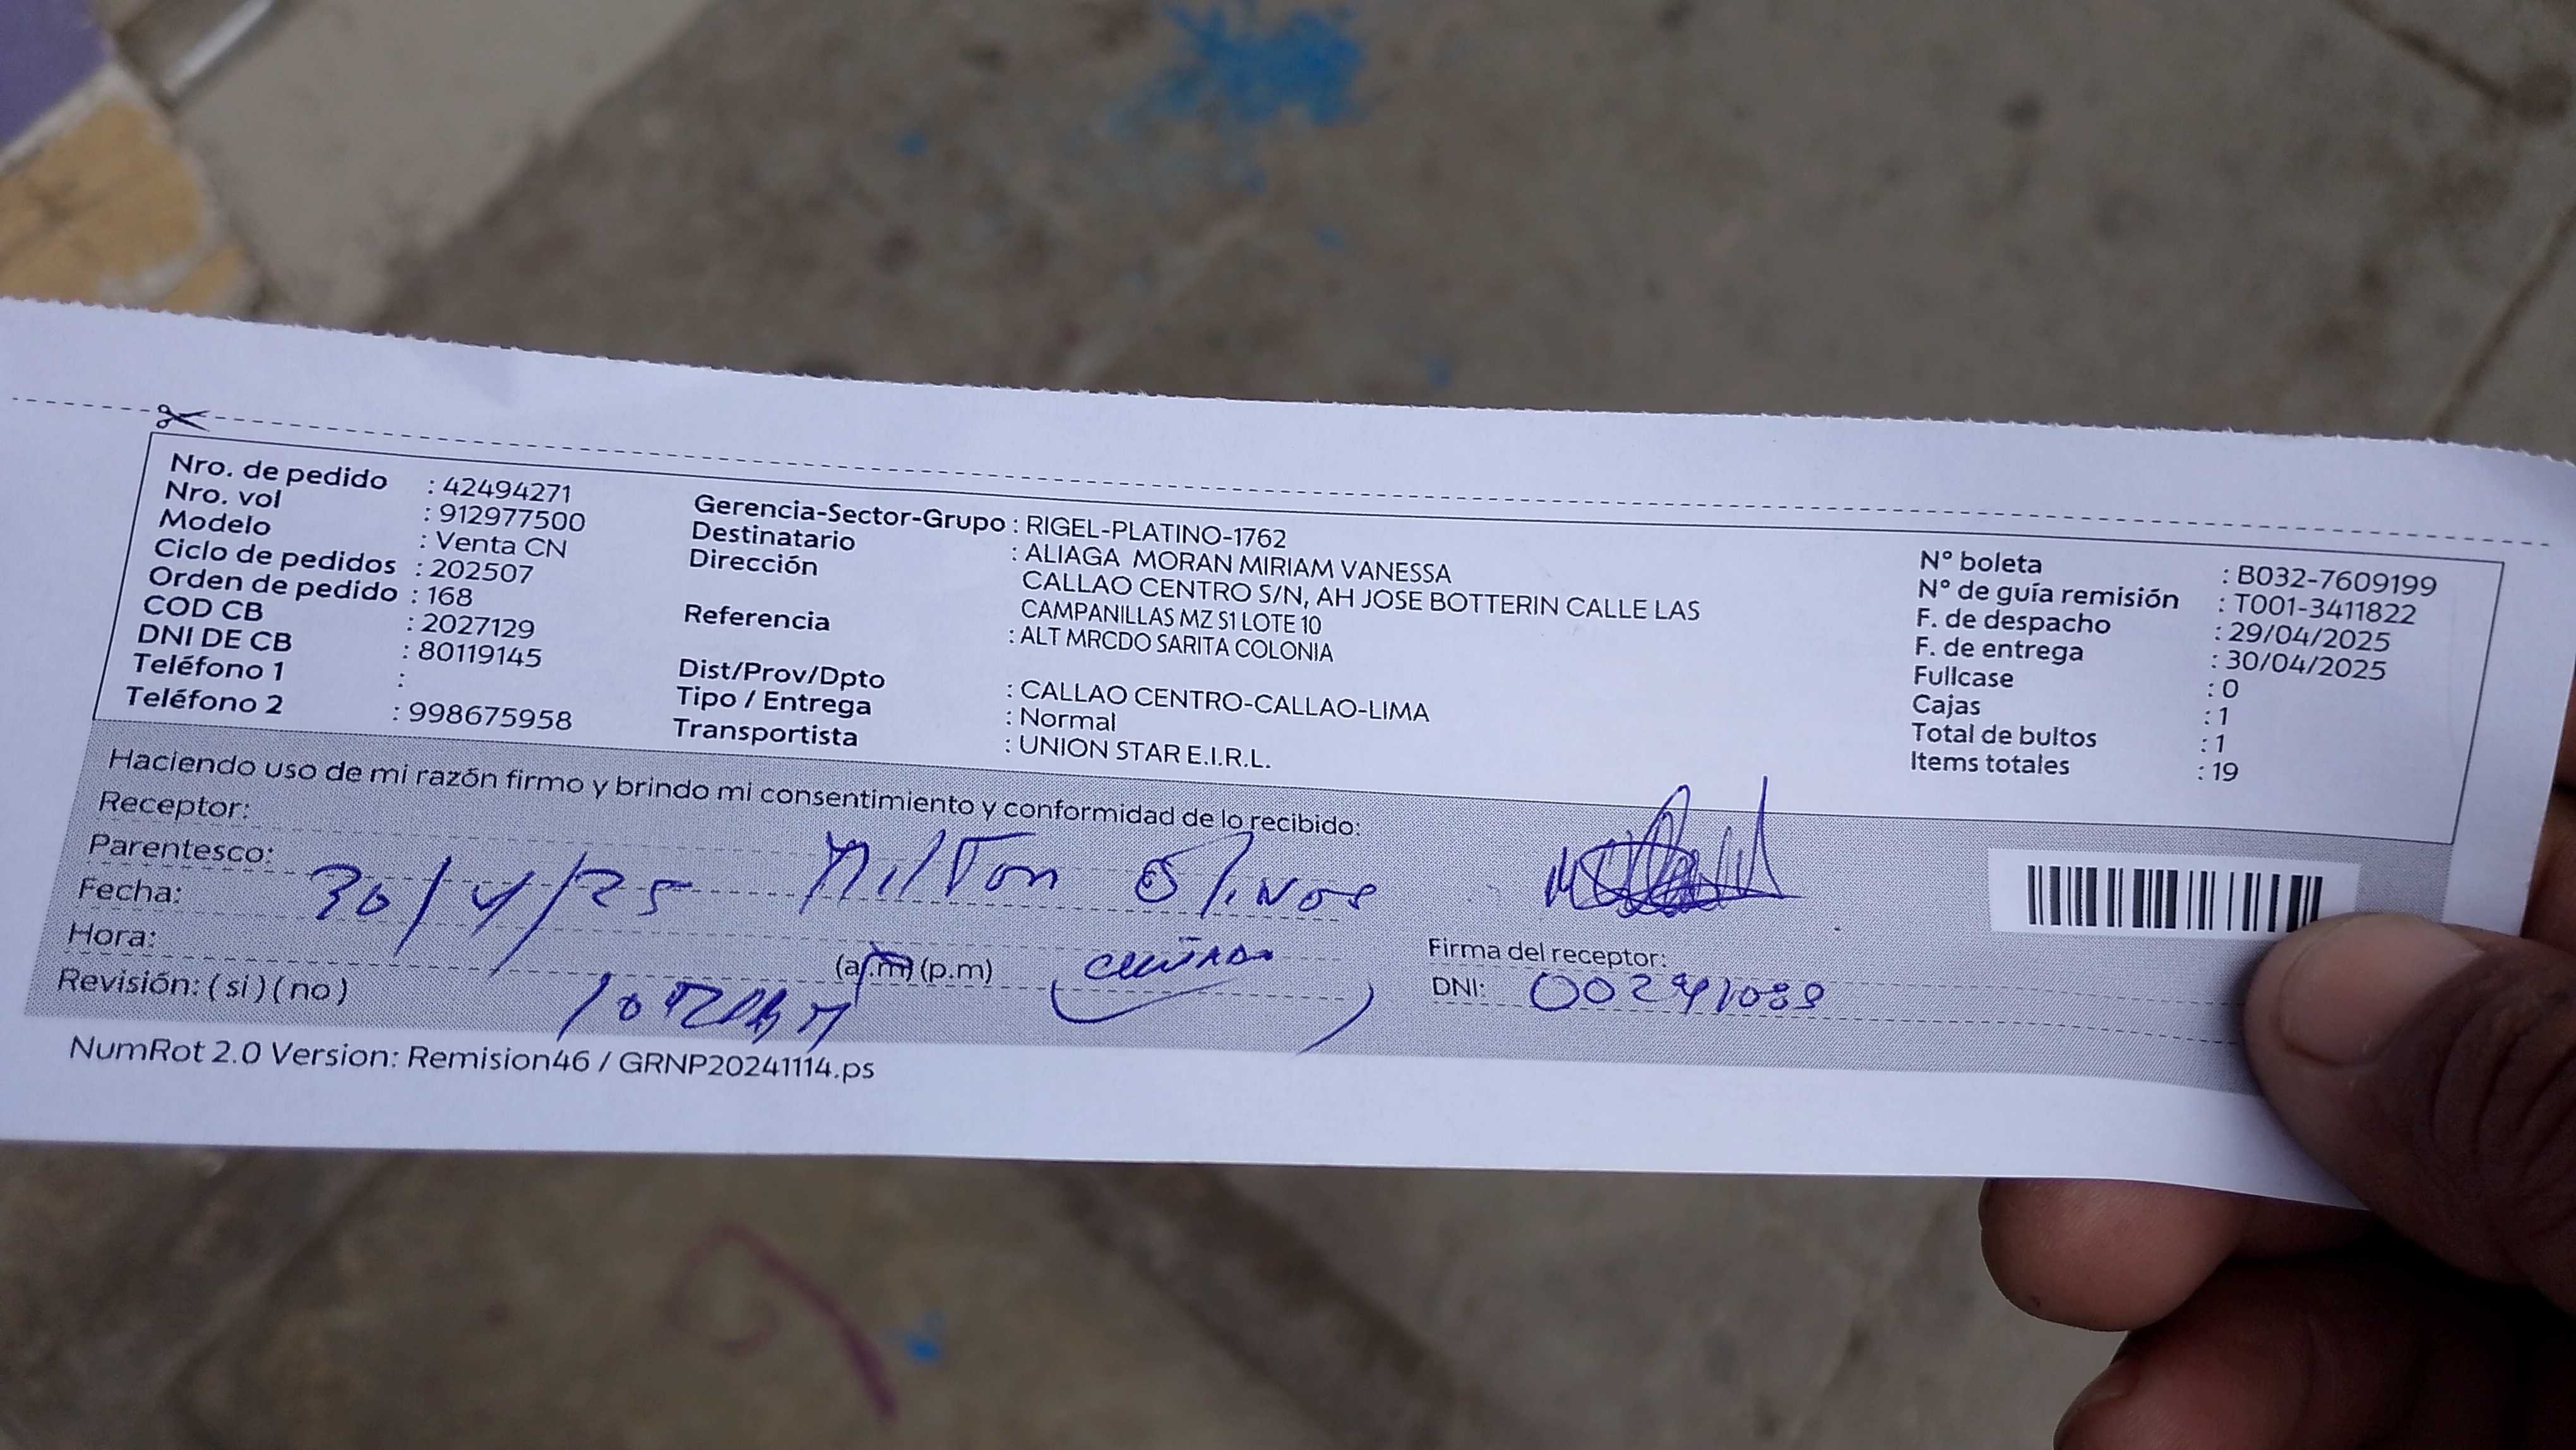 Nro. de pedido : 42494271
Nro. vol : 912977500
Modelo : Venta CN
Ciclo de pedidos : 202507
Orden de pedido : 168
COD CB : 2027129
DNI DE CB : 80119145
Teléfono 1 :
Teléfono 2 : 998675958
Gerencia-Sector-Grupo : RIGEL-PLATINO-1762
Destinatario : ALIAGA MORAN MIRIAM VANESSA
Dirección CALLAO CENTRO S/N, AH JOSE BOTTERIN CALLE LAS
CAMPANILLAS MZ S1 LOTE 10
Referencia : ALT MRCDO SARITA COLONIA
Dist/Prov/Dpto : CALLAO CENTRO-CALLAO-LIMA
Tipo / Entrega : Normal
Transportista : UNION STAR E.I.R.L.
N° boleta : B032-7609199
N° de guía remisión : T001-3411822
F. de despacho : 29/04/2025
F. de entrega : 30/04/2025
Fullcase : 0
Cajas : 1
Total de bultos : 1
Items totales : 19
Haciendo uso de mi razón firmo y brindo mi consentimiento y conformidad de lo recibido:
Receptor:
Parentesco:
Milton Olivos
Fecha: 30/4/25
Hora: (a.m) (p.m)
cuñado
Revisión: ( si ) ( no )
Firma del receptor:
DNI:
NumRot 2.0 Version: Remision46 / GRNP20241114.ps